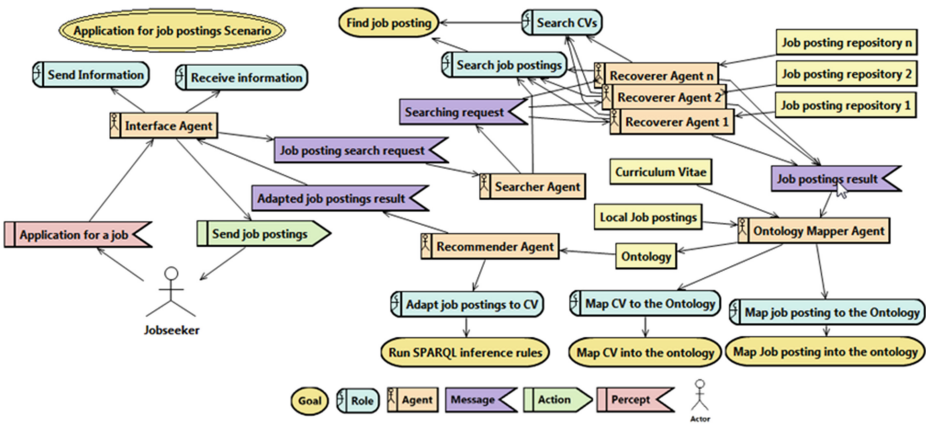 Application for job postings Scenario
Find job posting
Search CVs
Job posting repository n
Send Information
Receive information
Search job postings
Recoverer Agent n
Job posting repository 2
Recoverer Agent 2
Job posting repository 1
Searching request
Recoverer Agent 1
Interface Agent
Job posting search request
Curriculum Vitae
Job postings result
Searcher Agent
Adapted job postings result
Local Job postings
Application for a job
Send job postings
Ontology Mapper Agent
Recommender Agent
Ontology
Jobseeker
Adapt job postings to CV
Map CV to the Ontology
Map job posting to the Ontology
Run SPARQL inference rules
Map CV into the ontology
Map Job posting into the ontology
Goal
Role
Agent
Message
Action
Percept
Actor